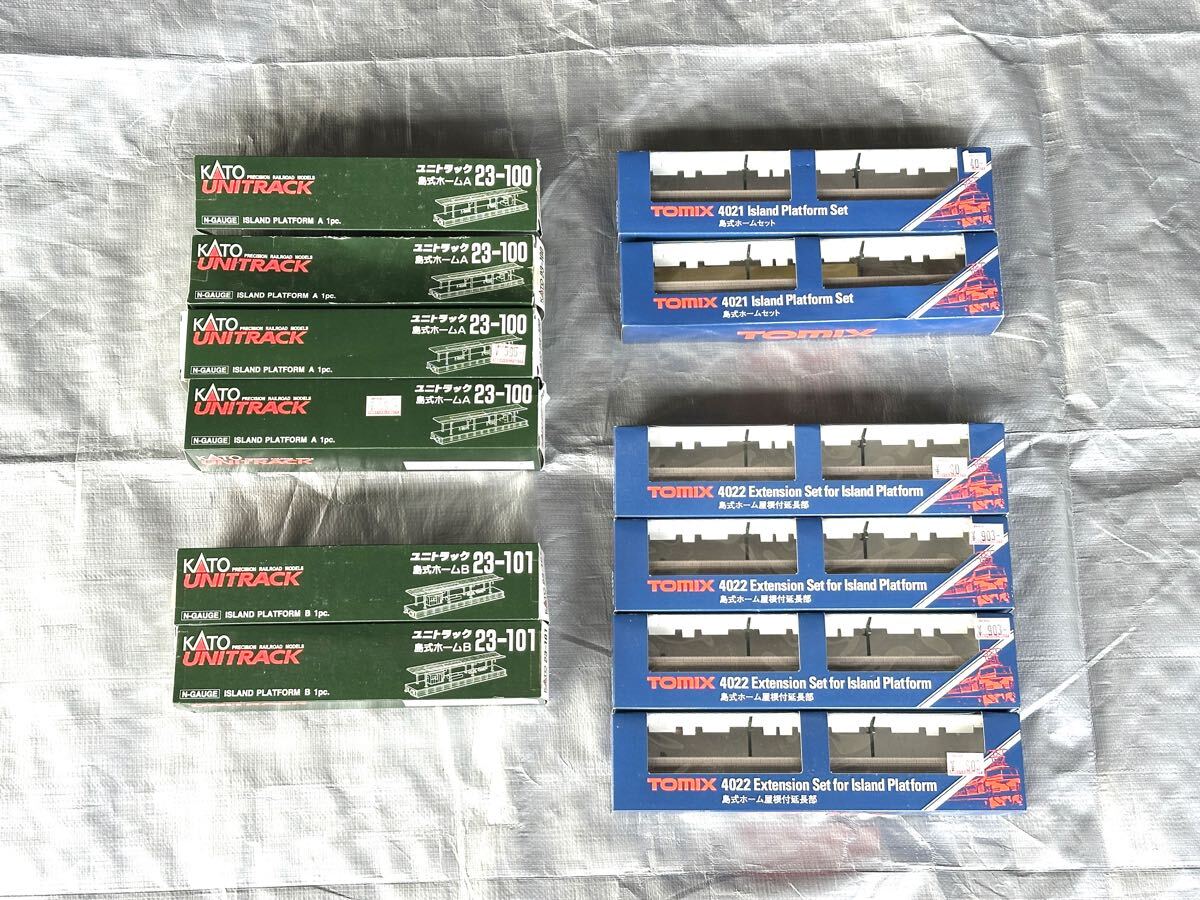 KATO PRECISION RAILROAD MODELS
UNITRACK
ユニトラック
島式ホームA 23-100
N-GAUGE ISLAND PLATFORM A 1pc.
KATO PRECISION RAILROAD MODELS
UNITRACK
ユニトラック
島式ホームA 23-100
N-GAUGE ISLAND PLATFORM A 1pc.
KATO PRECISION RAILROAD MODELS
UNITRACK
ユニトラック
島式ホームA 23-100
N-GAUGE ISLAND PLATFORM A 1pc.
KATO PRECISION RAILROAD MODELS
UNITRACK
ユニトラック
島式ホームA 23-100
N-GAUGE ISLAND PLATFORM A 1pc.
UNITRACK
KATO PRECISION RAILROAD MODELS
UNITRACK
ユニトラック
島式ホームB 23-101
N-GAUGE ISLAND PLATFORM B 1pc.
KATO PRECISION RAILROAD MODELS
UNITRACK
ユニトラック
島式ホームB 23-101
N-GAUGE ISLAND PLATFORM B 1pc.
TOMIX 4021 Island Platform Set
島式ホームセット
TOMIX 4021 Island Platform Set
島式ホームセット
TOMIX
TOMIX 4022 Extension Set for Island Platform
島式ホーム屋根付延長部
¥903-
TOMIX 4022 Extension Set for Island Platform
島式ホーム屋根付延長部
¥903-
TOMIX 4022 Extension Set for Island Platform
島式ホーム屋根付延長部
TOMIX 4022 Extension Set for Island Platform
島式ホーム屋根付延長部